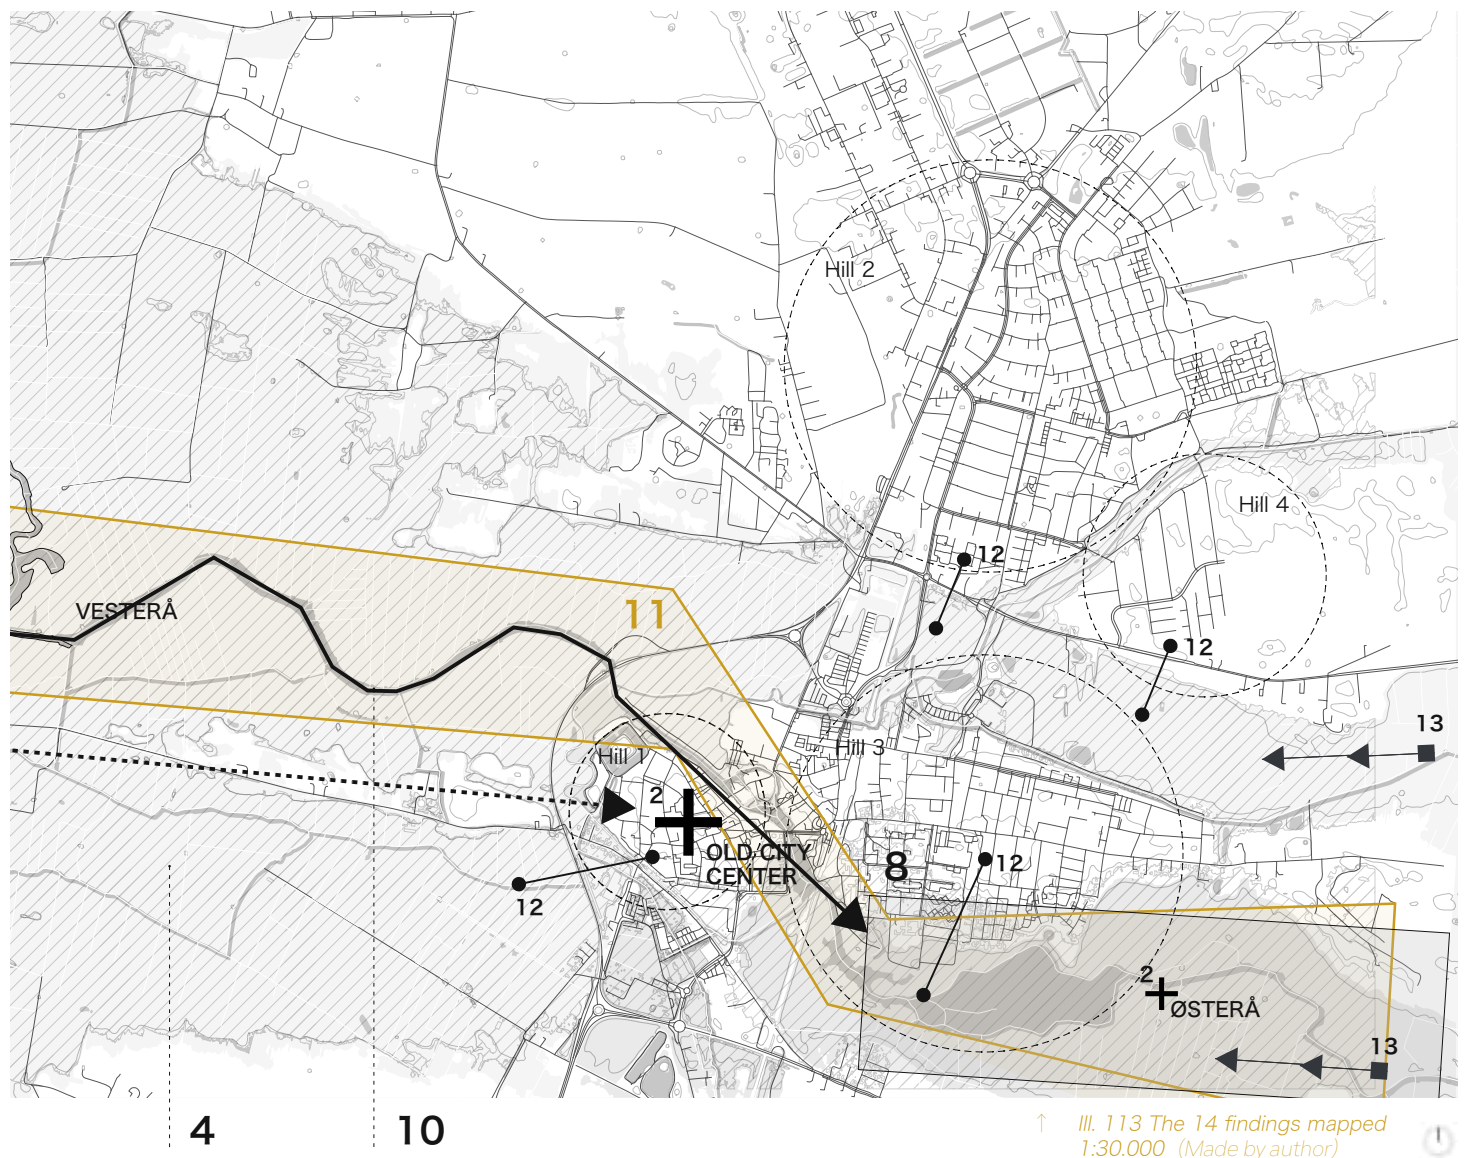 Hill 2
Hill 4
12
11
VESTERÅ
12
13
Hill 3
Hill 1
2
OLD CITY
CENTER
8
12
12
2
ØSTERÅ
13
4
10
↑ Ill. 113 The 14 findings mapped
1:30.000 (Made by author)